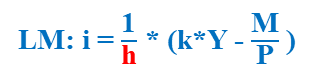 LM: i = 1/h * (k*Y - M/P )